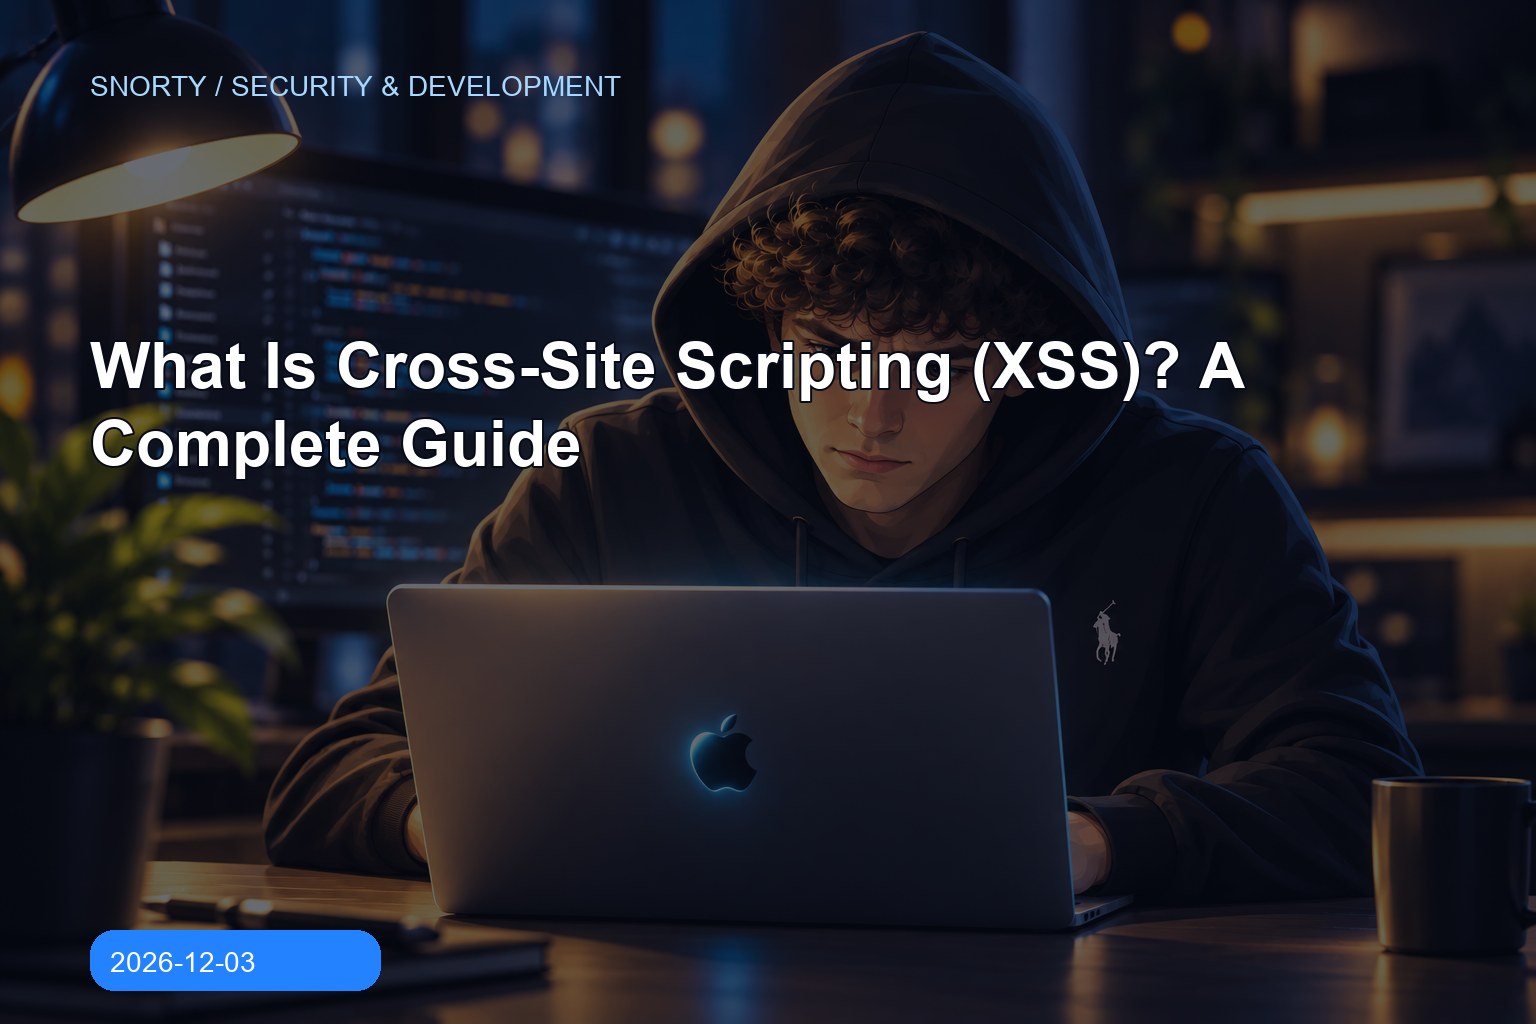 SNORTY / SECURITY & DEVELOPMENT
What Is Cross-Site Scripting (XSS)? A
Complete Guide
2026-12-03